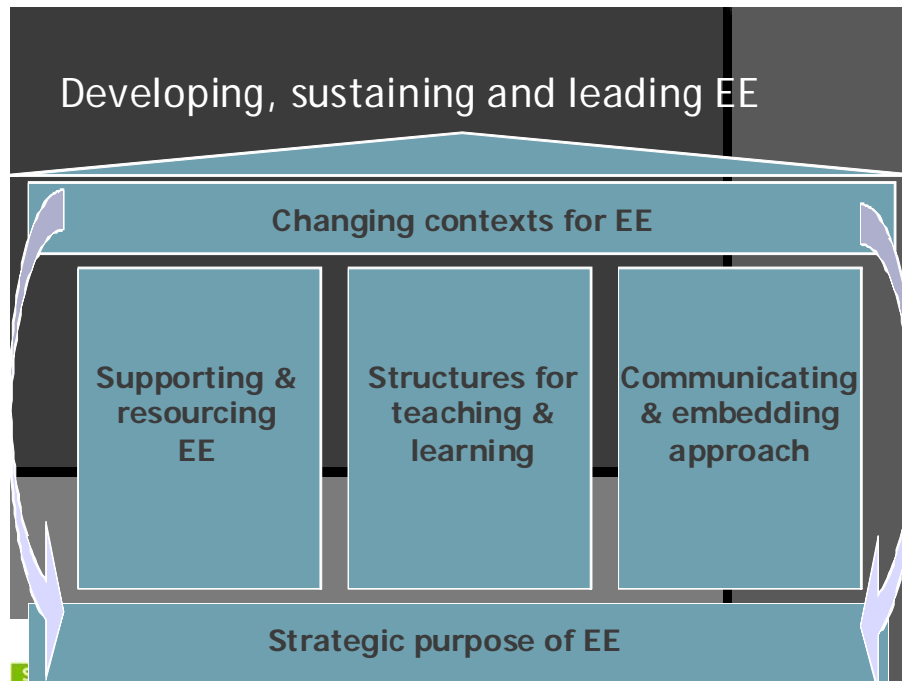 Developing, sustaining and leading EE
Changing contexts for EE
Supporting &
resourcing
EE
Structures for
teaching &
learning
Communicating
& embedding
approach
Strategic purpose of EE
S